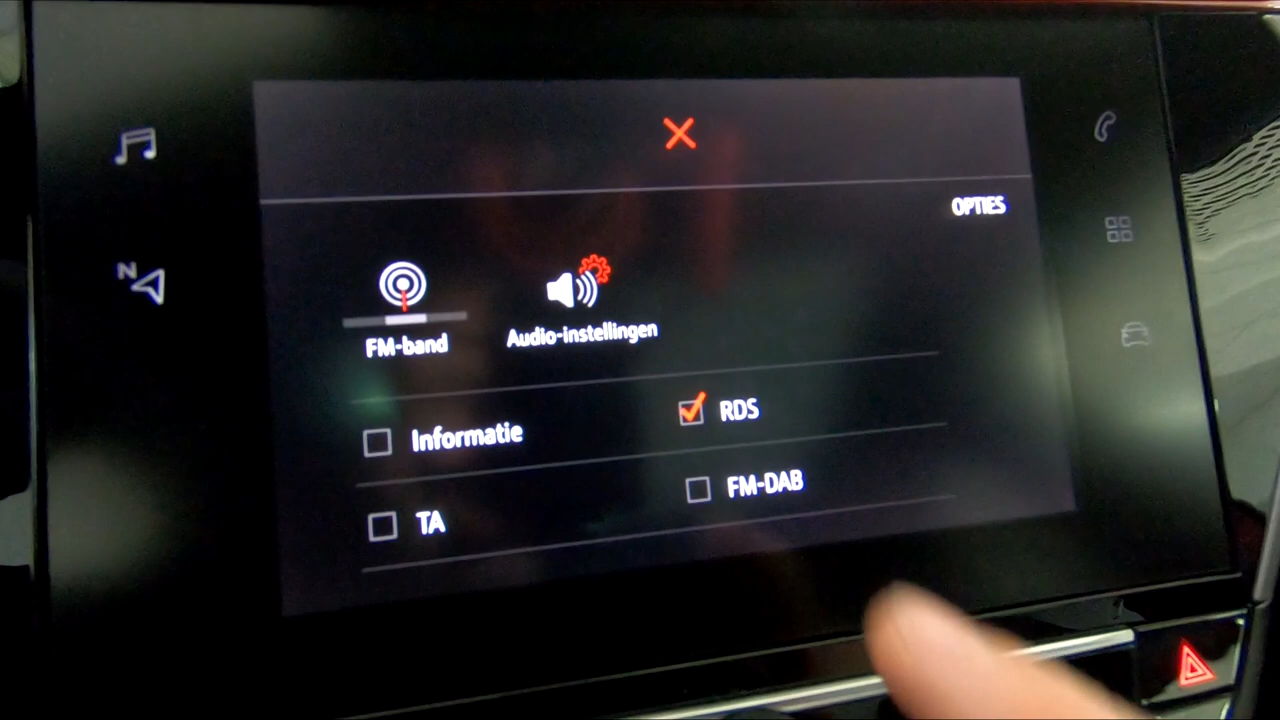 OPTIES
N
FM-band
Audio-instellingen
Informatie
RDS
TA
FM-DAB